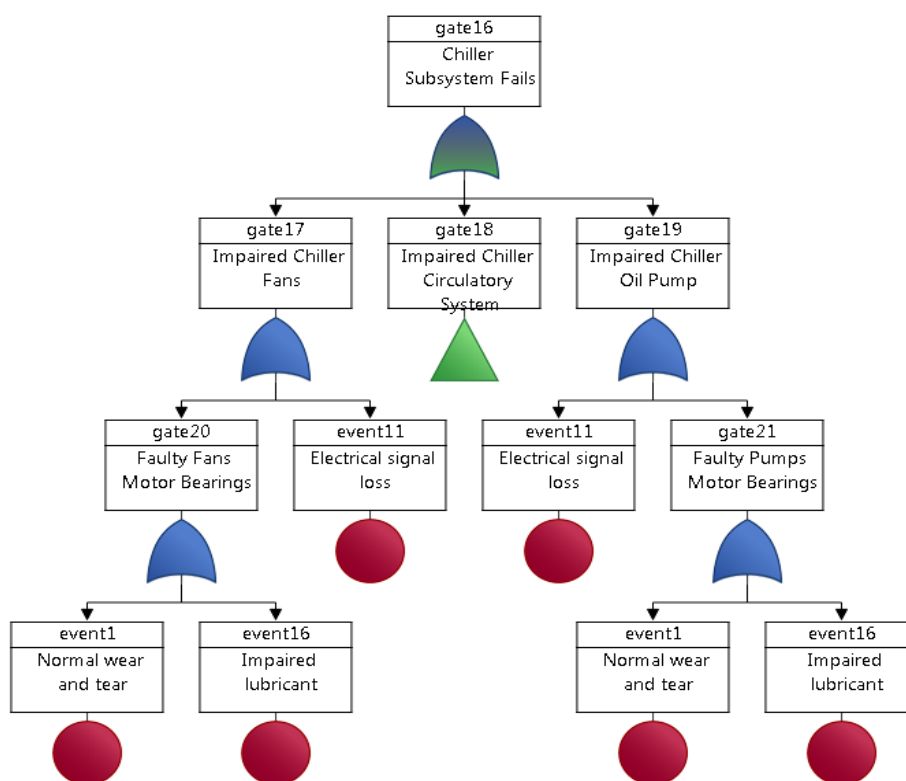 gate16
Chiller
Subsystem Fails
gate17
Impaired Chiller
Fans
gate18
Impaired Chiller
Circulatory
System
gate19
Impaired Chiller
Oil Pump
gate20
Faulty Fans
Motor Bearings
event11
Electrical signal
loss
event11
Electrical signal
loss
gate21
Faulty Pumps
Motor Bearings
event1
Normal wear
and tear
event16
Impaired
lubricant
event1
Normal wear
and tear
event16
Impaired
lubricant